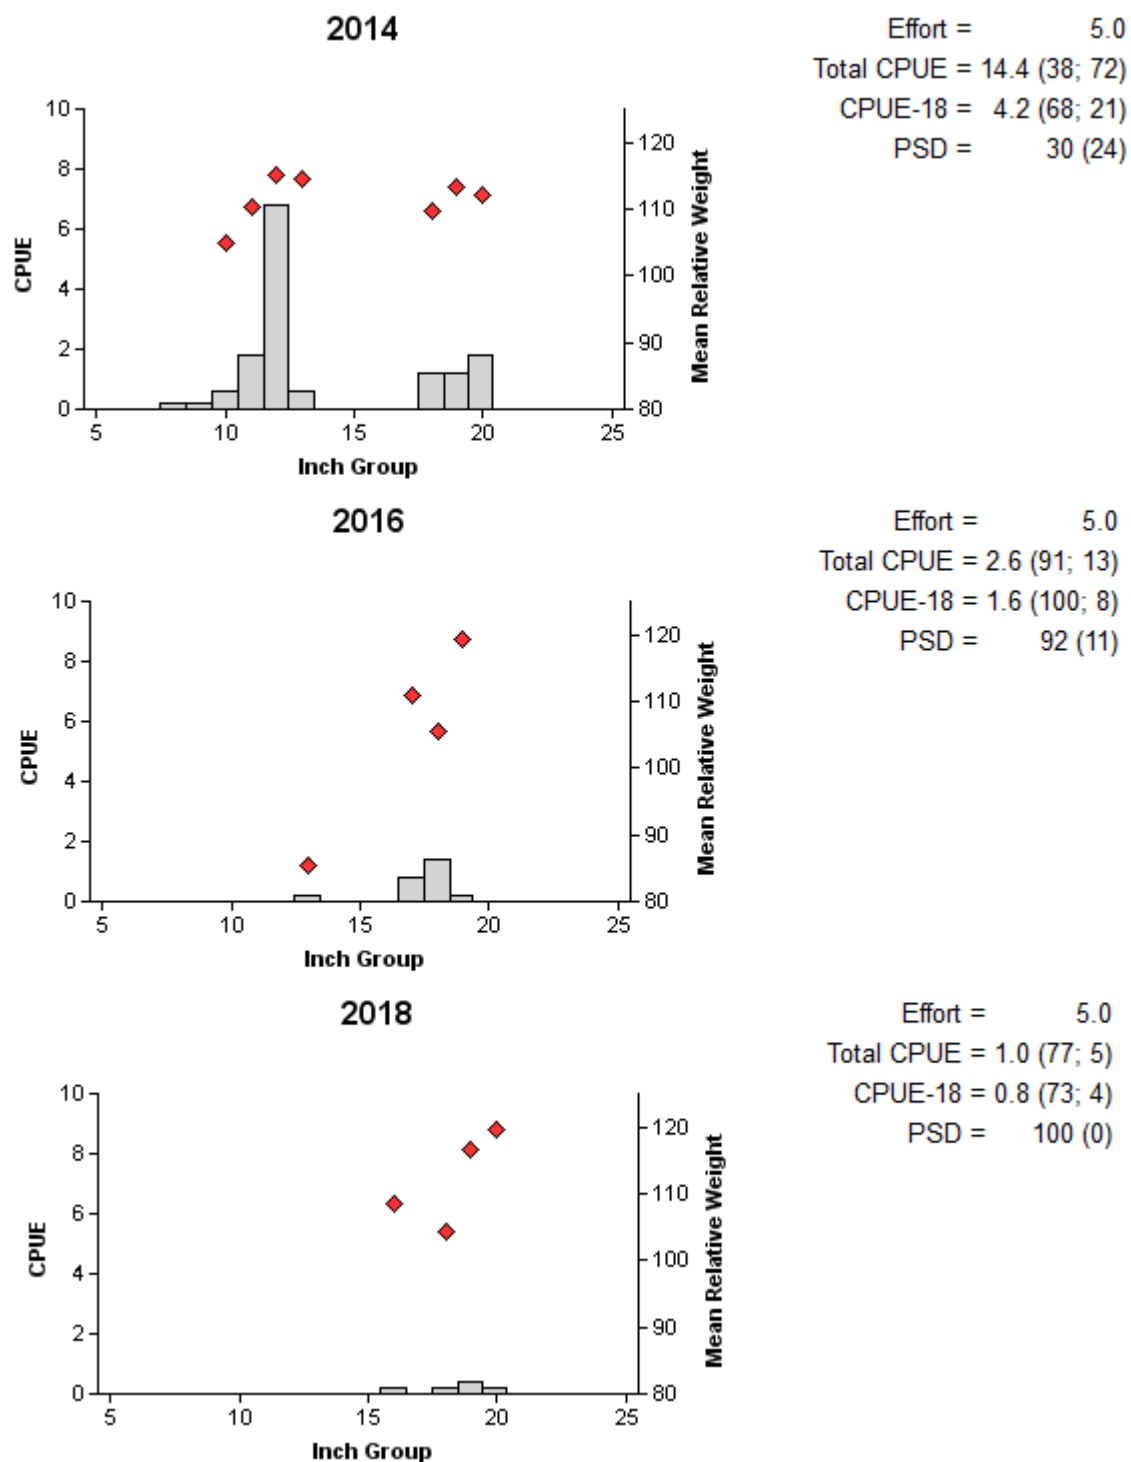 2014
Effort = 5.0
Total CPUE = 14.4 (38; 72)
CPUE-18 = 4.2 (68; 21)
PSD = 30 (24)
10
8
6
4
2
0
CPUE
120
110
100
90
80
Mean Relative Weight
5 10 15 20 25
Inch Group
2016
Effort = 5.0
Total CPUE = 2.6 (91; 13)
CPUE-18 = 1.6 (100; 8)
PSD = 92 (11)
10
8
6
4
2
0
CPUE
120
110
100
90
80
Mean Relative Weight
5 10 15 20 25
Inch Group
2018
Effort = 5.0
Total CPUE = 1.0 (77; 5)
CPUE-18 = 0.8 (73; 4)
PSD = 100 (0)
10
8
6
4
2
0
CPUE
120
110
100
90
80
Mean Relative Weight
5 10 15 20 25
Inch Group